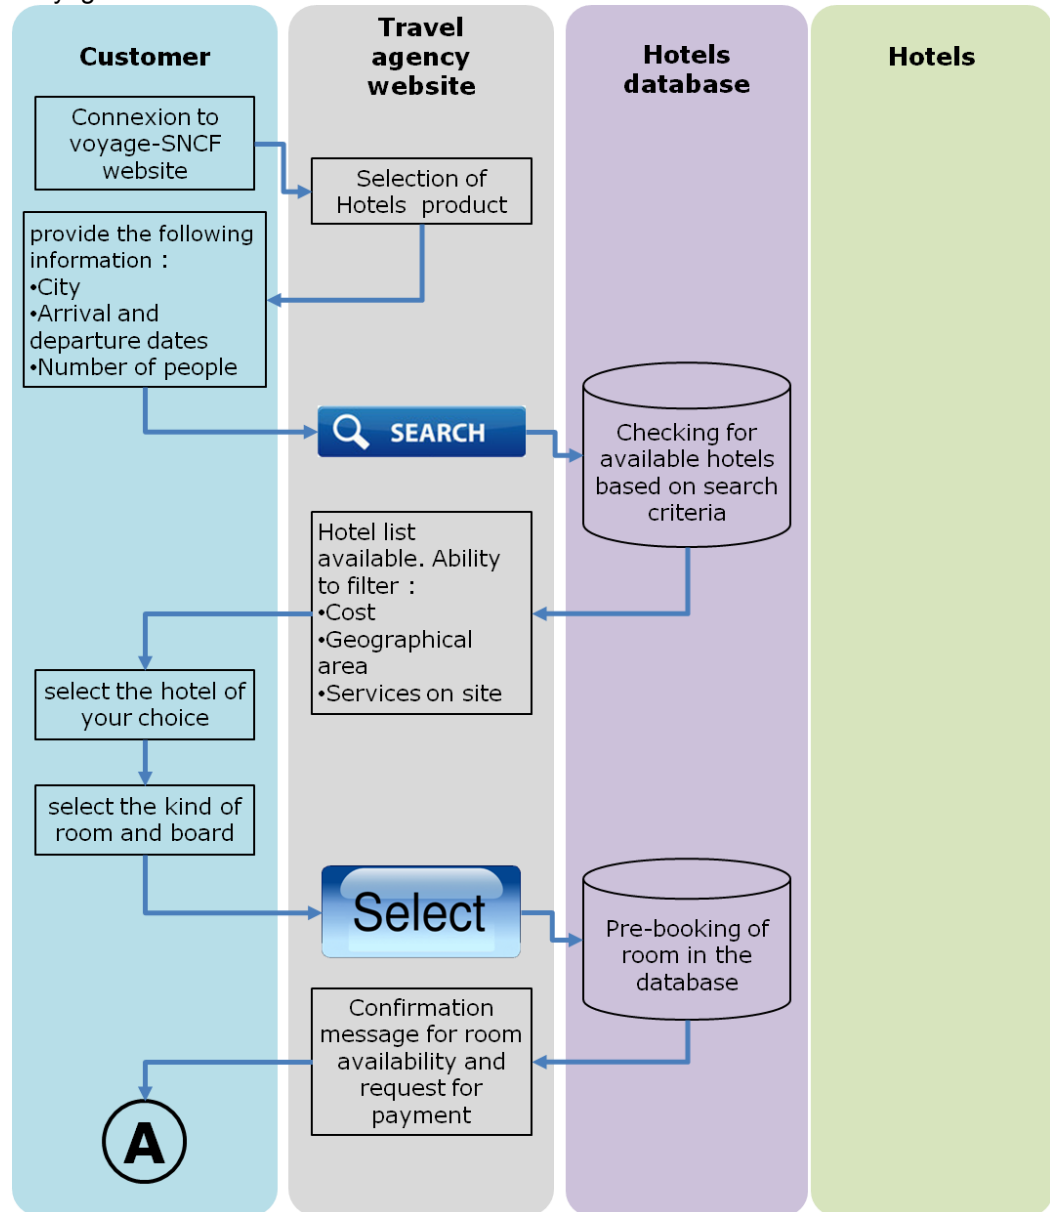 Customer
Travel
agency
website
Hotels
database
Hotels
Connexion to
voyage-SNCF
website
Selection of
Hotels product
provide the following
information :
•City
•Arrival and
departure dates
•Number of people
SEARCH
Checking for
available hotels
based on search
criteria
Hotel list
available. Ability
to filter :
•Cost
•Geographical
area
•Services on site
select the hotel of
your choice
select the kind of
room and board
Select
Pre-booking of
room in the
database
Confirmation
message for room
availability and
request for
payment
A